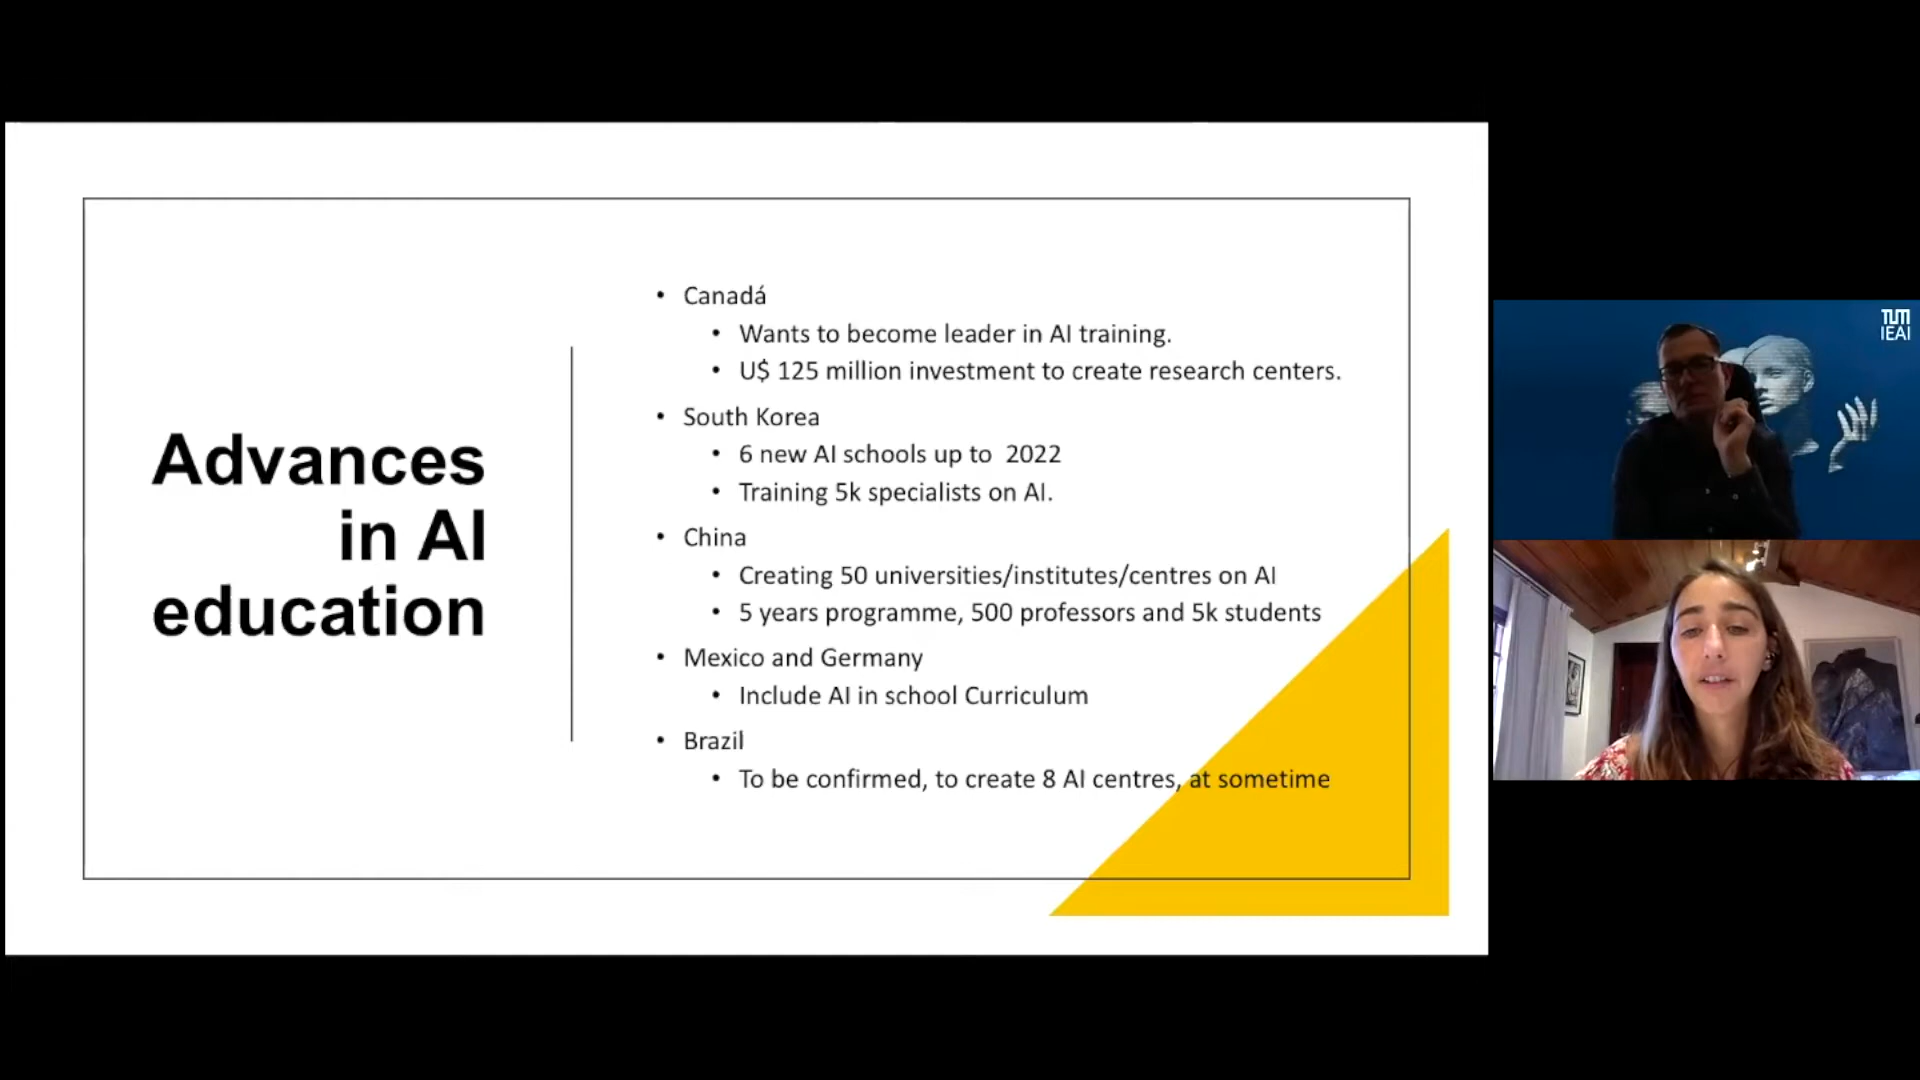 Advances
in AI
education
• Canadá
• Wants to become leader in AI training.
• U$ 125 million investment to create research centers.
• South Korea
• 6 new AI schools up to  2022
• Training 5k specialists on AI.
• China
• Creating 50 universities/institutes/centres on AI
• 5 years programme, 500 professors and 5k students
• Mexico and Germany
• Include AI in school Curriculum
• Brazil
• To be confirmed, to create 8 AI centres, at sometime
TUM
IEAI